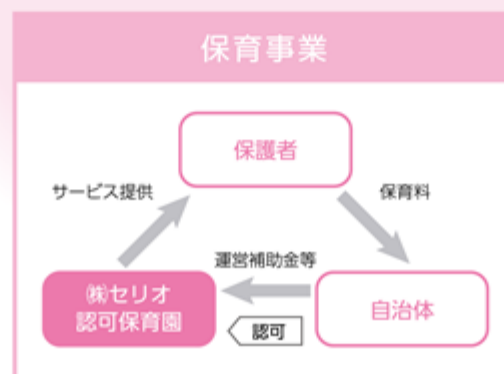 保育事業
保護者
サービス提供
保育料
運営補助金等
㈱セリオ
認可保育園
自治体
認可